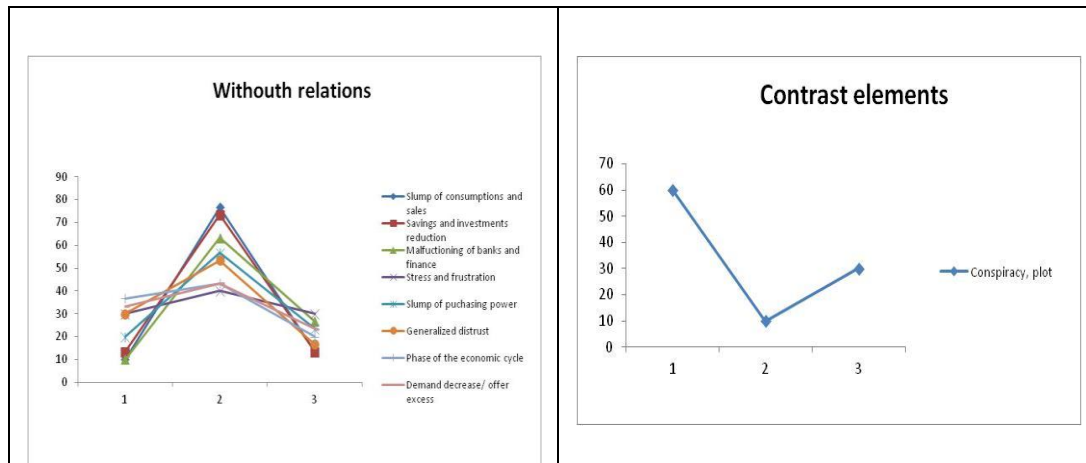 Withouth relations
90
80
70
60
50
40
30
20
10
0
1 2 3
Slump of consumptions and
sales
Savings and investments
reduction
Malfuctioning of banks and
finance
Stress and frustration
Slump of puchasing power
Generalized distrust
Phase of the economic cycle
Demand decrease/ offer
excess
Contrast elements
70
60
50
40
30
20
10
0
1 2 3
Conspiracy, plot